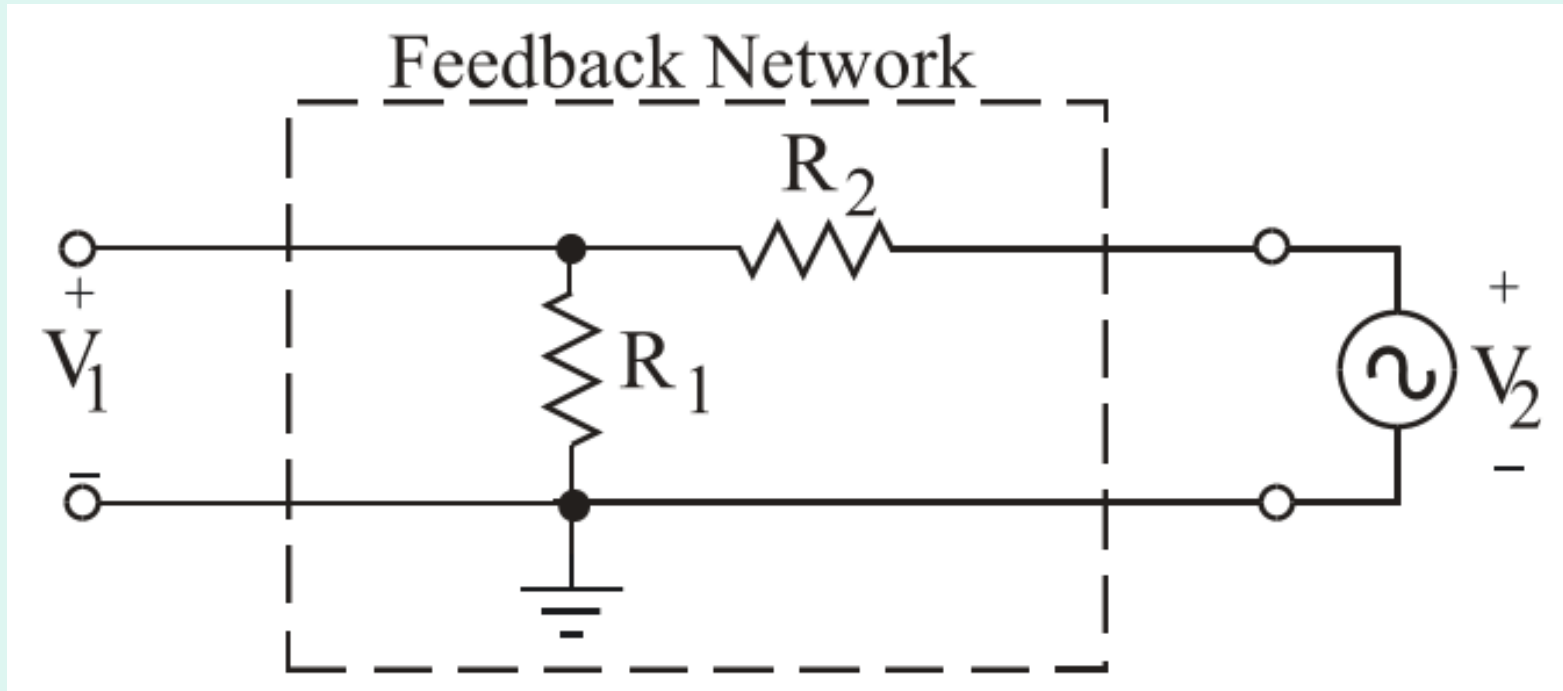 Feedback Network
R2
+
V1
−
R1
+
V2
−